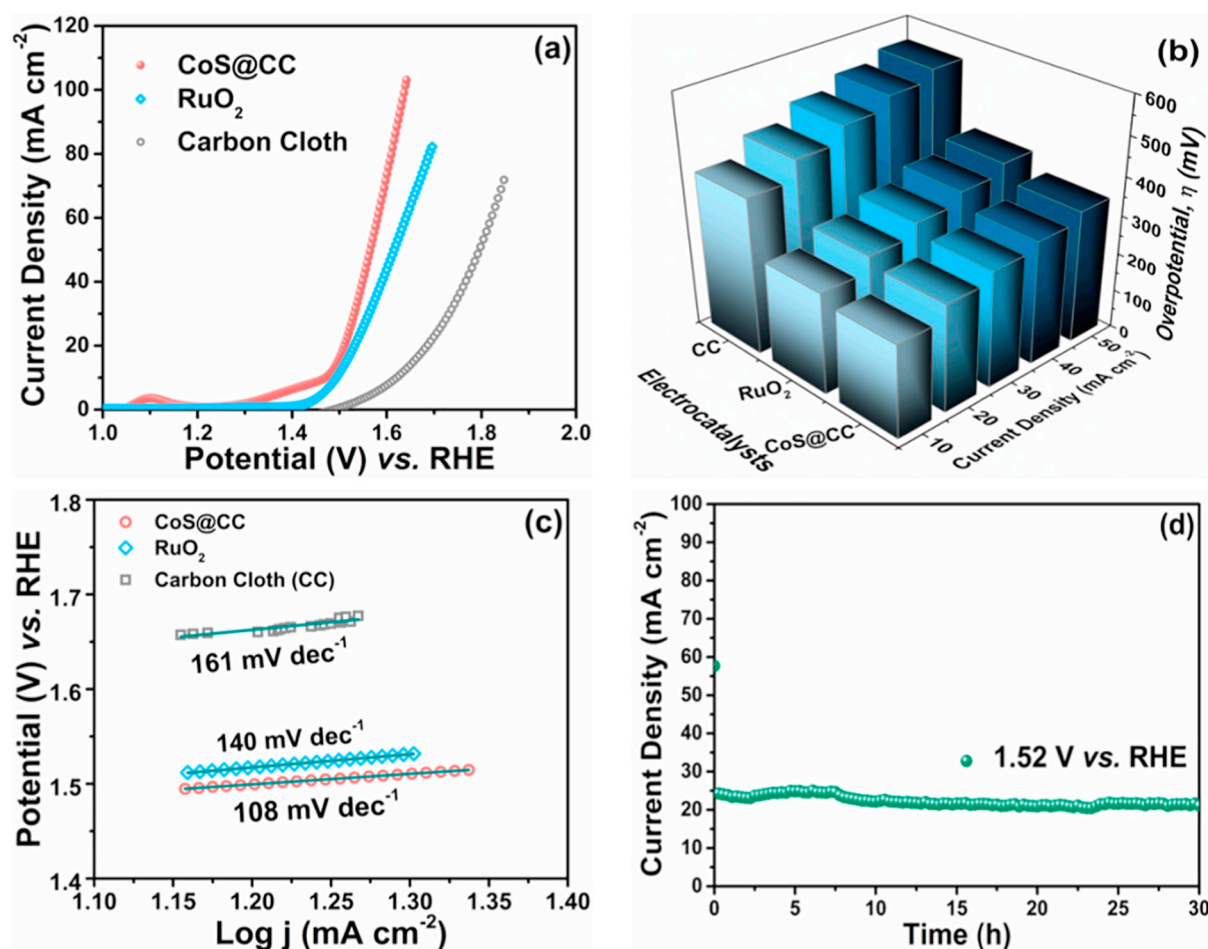 (a)
CoS@CC
RuO₂
Carbon Cloth
Current Density (mA cm⁻²)
120
100
80
60
40
20
0
1.0 1.2 1.4 1.6 1.8 2.0
Potential (V) vs. RHE
(b)
600
500
400
300
200
100
0
Overpotential, η (mV)
CC
RuO₂
CoS@CC
Electrocatalysts
10
20
30
40
50
Current Density (mA cm⁻²)
(c)
CoS@CC
RuO₂
Carbon Cloth (CC)
161 mV dec⁻¹
140 mV dec⁻¹
108 mV dec⁻¹
Potential (V) vs. RHE
1.8
1.7
1.6
1.5
1.4
1.10 1.15 1.20 1.25 1.30 1.35 1.40
Log j (mA cm⁻²)
(d)
1.52 V vs. RHE
Current Density (mA cm⁻²)
100
90
80
70
60
50
40
30
20
10
0
0 5 10 15 20 25 30
Time (h)